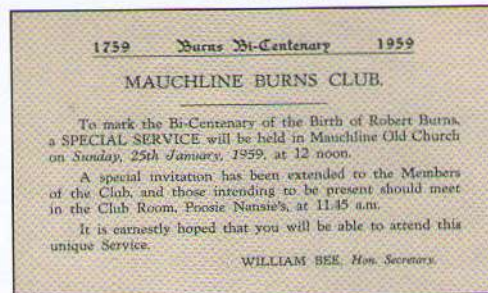 1759 Burns Bi-Centenary 1959
MAUCHLINE BURNS CLUB.
To mark the Bi-Centenary of the Birth of Robert Burns,
a SPECIAL SERVICE will be held in Mauchline Old Church
on Sunday, 25th January, 1959, at 12 noon.
A special invitation has been extended to the Members
of the Club, and those intending to be present should meet
in the Club Room, Poosie Nansie's, at 11.45 a.m.
It is earnestly hoped that you will be able to attend this
unique Service.
WILLIAM BEE, Hon. Secretary.